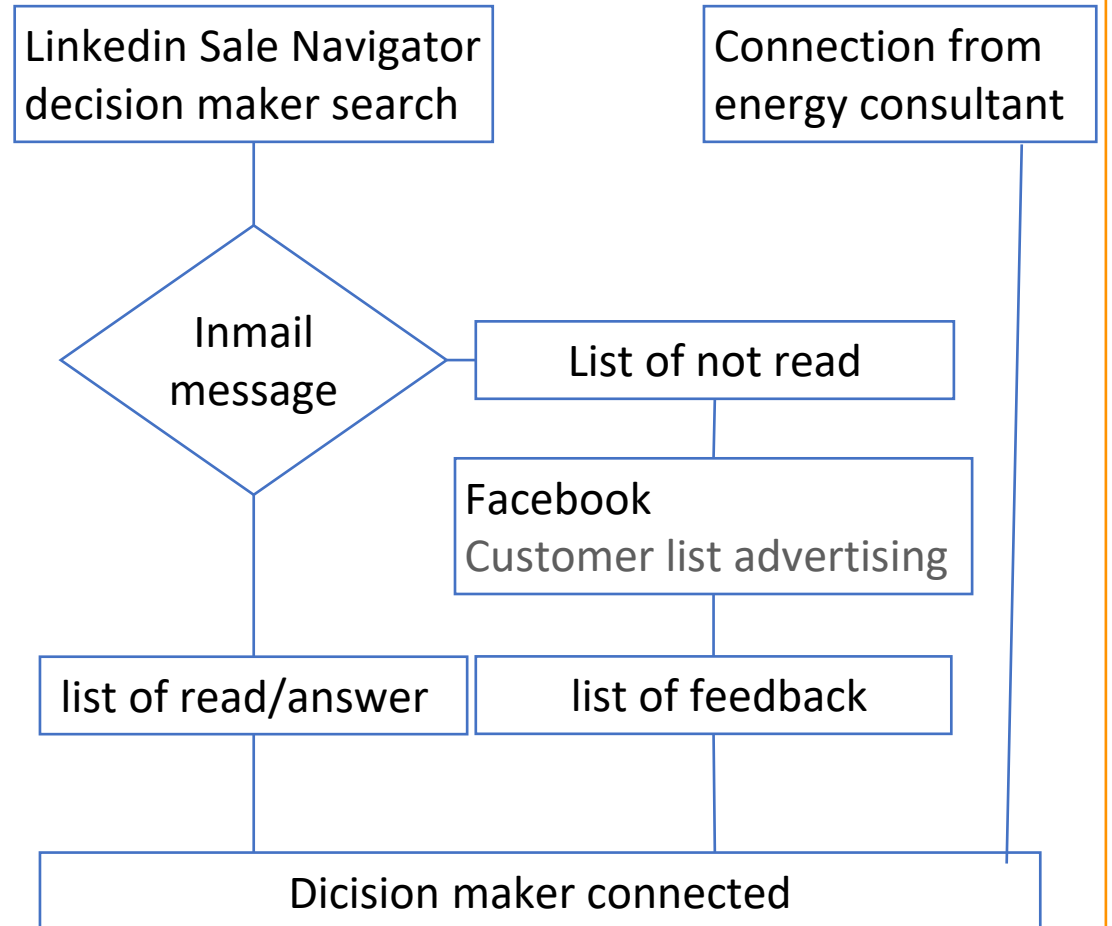 Linkedin Sale Navigator
decision maker search
Connection from
energy consultant
Inmail
message
List of not read
Facebook
Customer list advertising
list of read/answer
list of feedback
Dicision maker connected